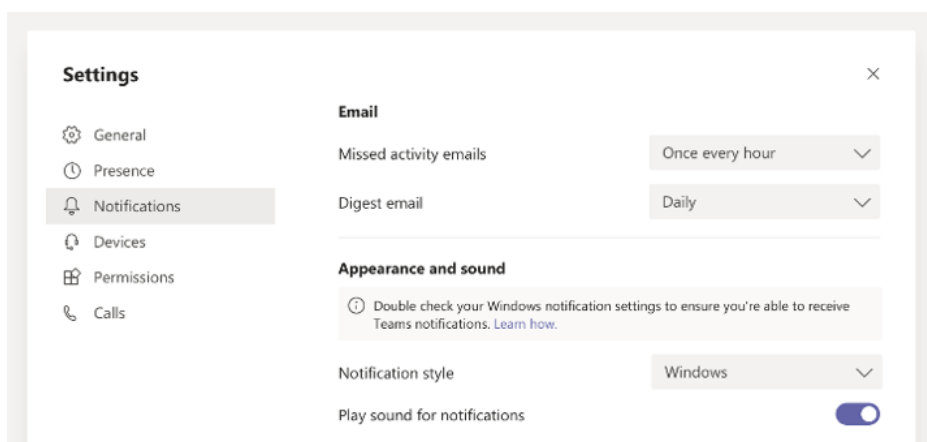 Settings
General
Presence
Notifications
Devices
Permissions
Calls
Email
Missed activity emails
Once every hour
Digest email
Daily
Appearance and sound
Double check your Windows notification settings to ensure you're able to receive
Teams notifications. Learn how.
Notification style
Windows
Play sound for notifications